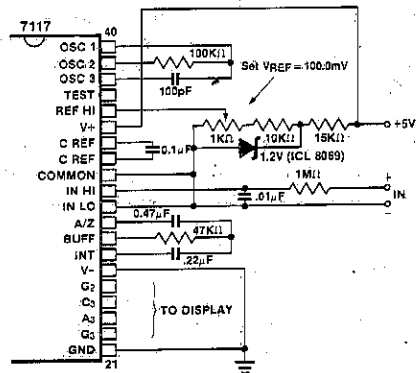 7117
40
OSC 1
OSC 2
100KΩ
OSC 3
100pF
Set VREF = 100.0mV
TEST
REF HI
V+
1KΩ
10KΩ
15KΩ
+5V
C REF
0.1μF
C REF
1.2V (ICL 8069)
COMMON
1MΩ
+
IN HI
.01μF
IN
IN LO
−
A/Z
0.47μF
BUFF
47KΩ
INT
.22μF
V−
G2
C3
TO DISPLAY
A3
G3
GND
21